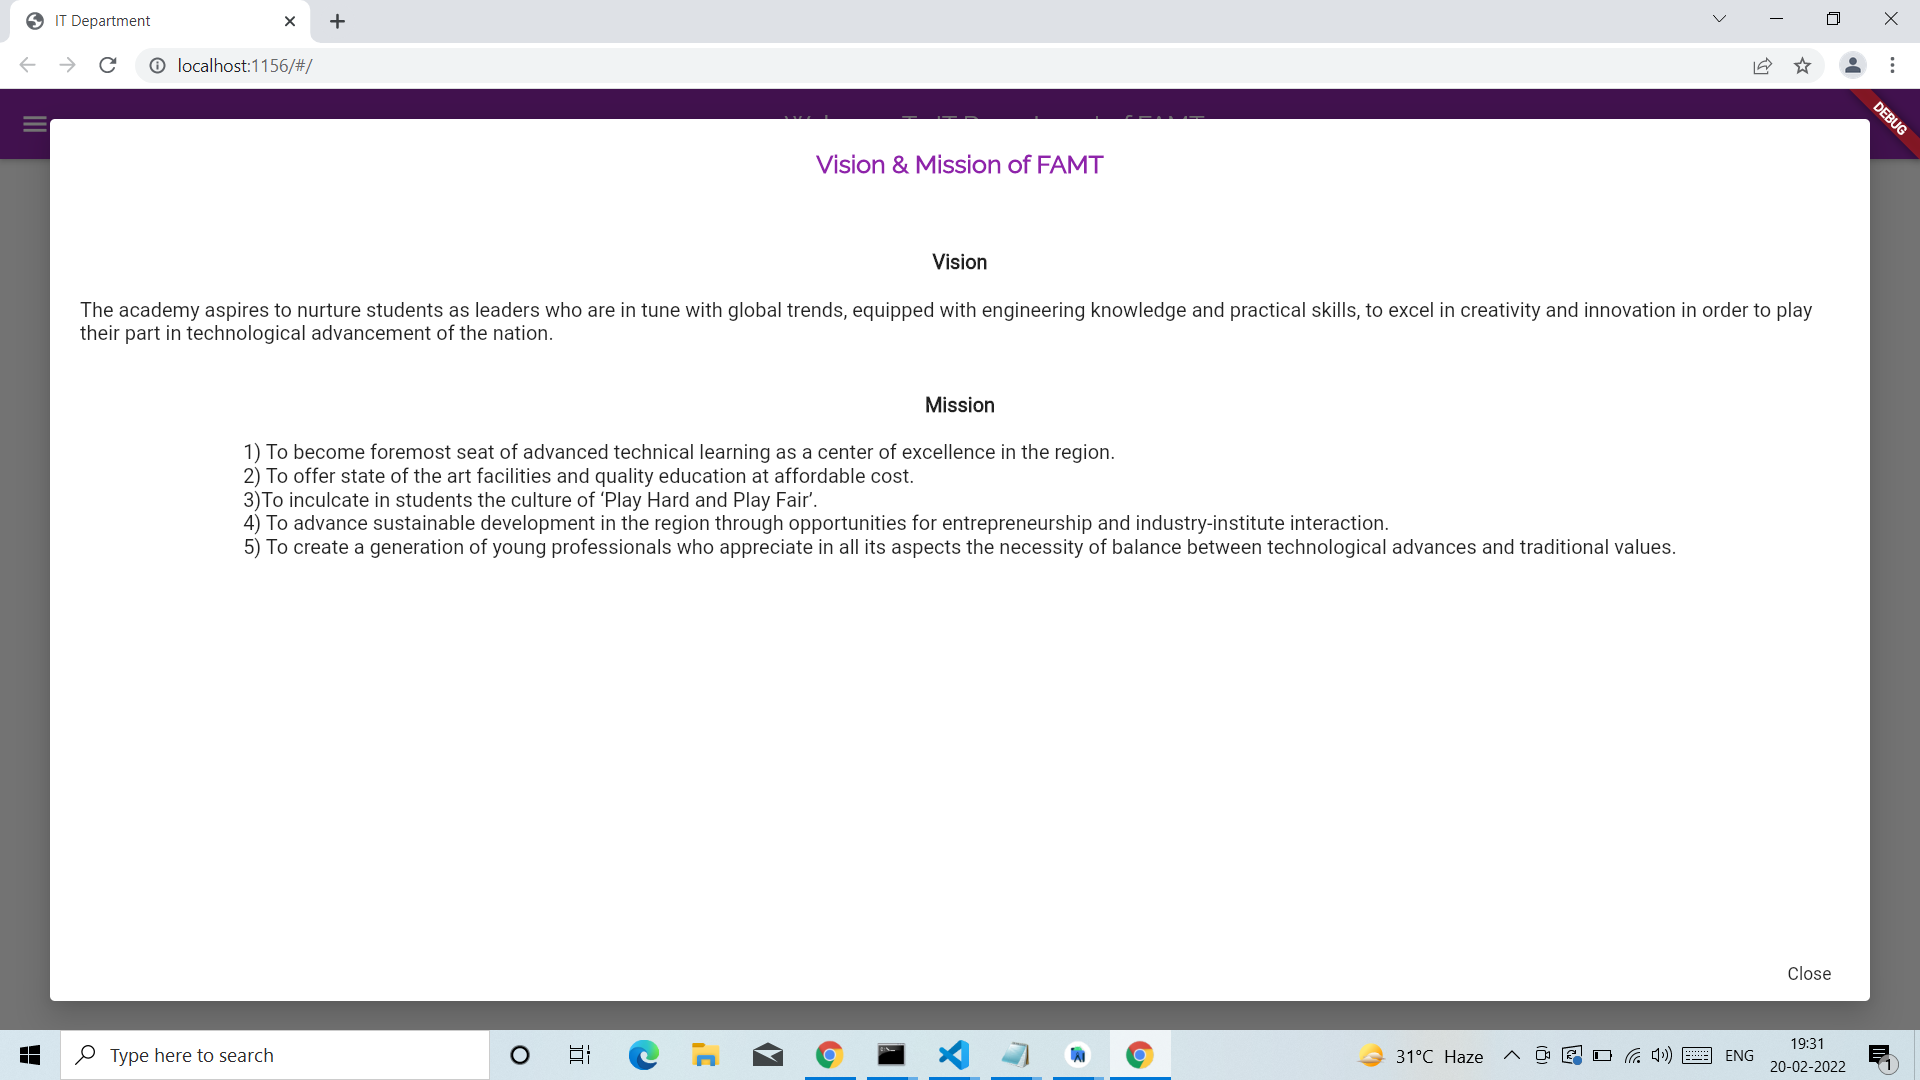 IT Department
localhost:1156/#/
DEBUG
Vision & Mission of FAMT
Vision
The academy aspires to nurture students as leaders who are in tune with global trends, equipped with engineering knowledge and practical skills, to excel in creativity and innovation in order to play
their part in technological advancement of the nation.
Mission
1) To become foremost seat of advanced technical learning as a center of excellence in the region.
2) To offer state of the art facilities and quality education at affordable cost.
3)To inculcate in students the culture of ‘Play Hard and Play Fair’.
4) To advance sustainable development in the region through opportunities for entrepreneurship and industry-institute interaction.
5) To create a generation of young professionals who appreciate in all its aspects the necessity of balance between technological advances and traditional values.
Close
Type here to search
31°C Haze
ENG
19:31
20-02-2022
1